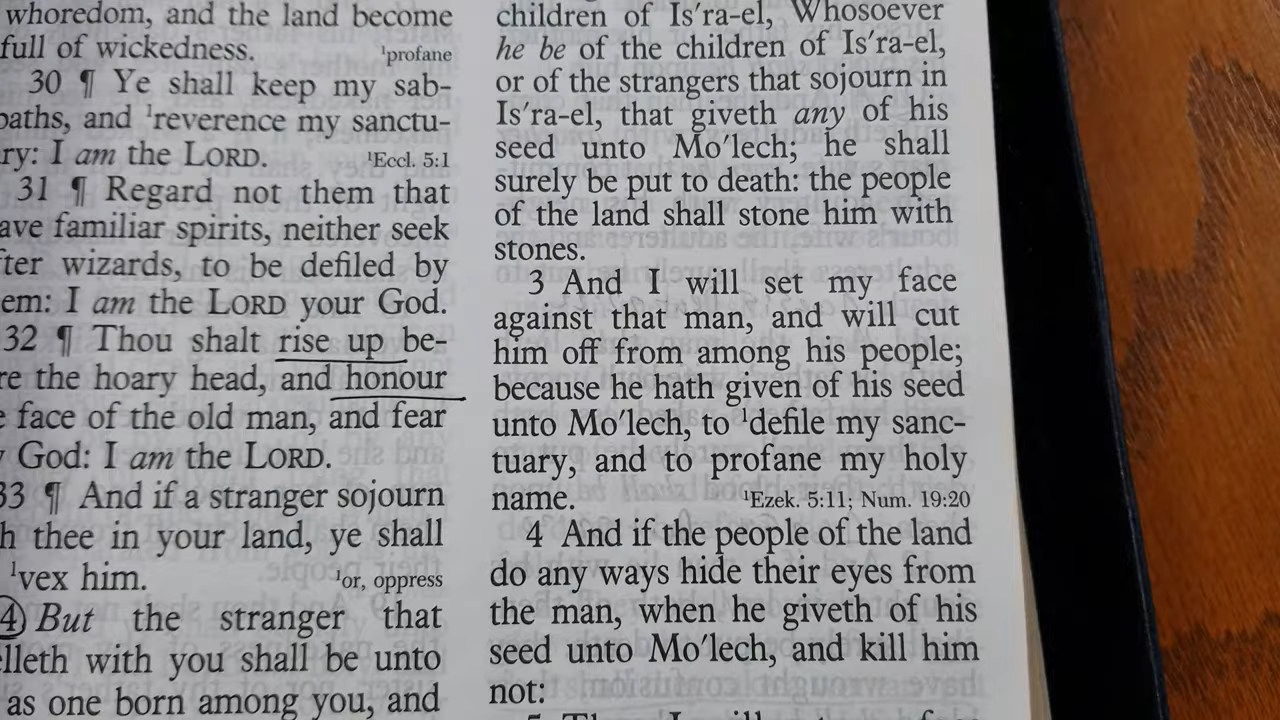 whoredom, and the land become
full of wickedness. ¹profane
30 ¶ Ye shall keep my sab-
baths, and ¹reverence my sanctu-
ry: I am the LORD. ¹Eccl. 5:1
31 ¶ Regard not them that
ave familiar spirits, neither seek
fter wizards, to be defiled by
em: I am the LORD your God.
32 ¶ Thou shalt rise up be-
re the hoary head, and honour
e face of the old man, and fear
y God: I am the LORD.
33 ¶ And if a stranger sojourn
h thee in your land, ye shall
¹vex him. ¹or, oppress
4 But the stranger that
elleth with you shall be unto
as one born among you, and
children of Is′ra-el, Whosoever
he be of the children of Is′ra-el,
or of the strangers that sojourn in
Is′ra-el, that giveth any of his
seed unto Mo′lech; he shall
surely be put to death: the people
of the land shall stone him with
stones.
3 And I will set my face
against that man, and will cut
him off from among his people;
because he hath given of his seed
unto Mo′lech, to ¹defile my sanc-
tuary, and to profane my holy
name. ¹Ezek. 5:11; Num. 19:20
4 And if the people of the land
do any ways hide their eyes from
the man, when he giveth of his
seed unto Mo′lech, and kill him
not: